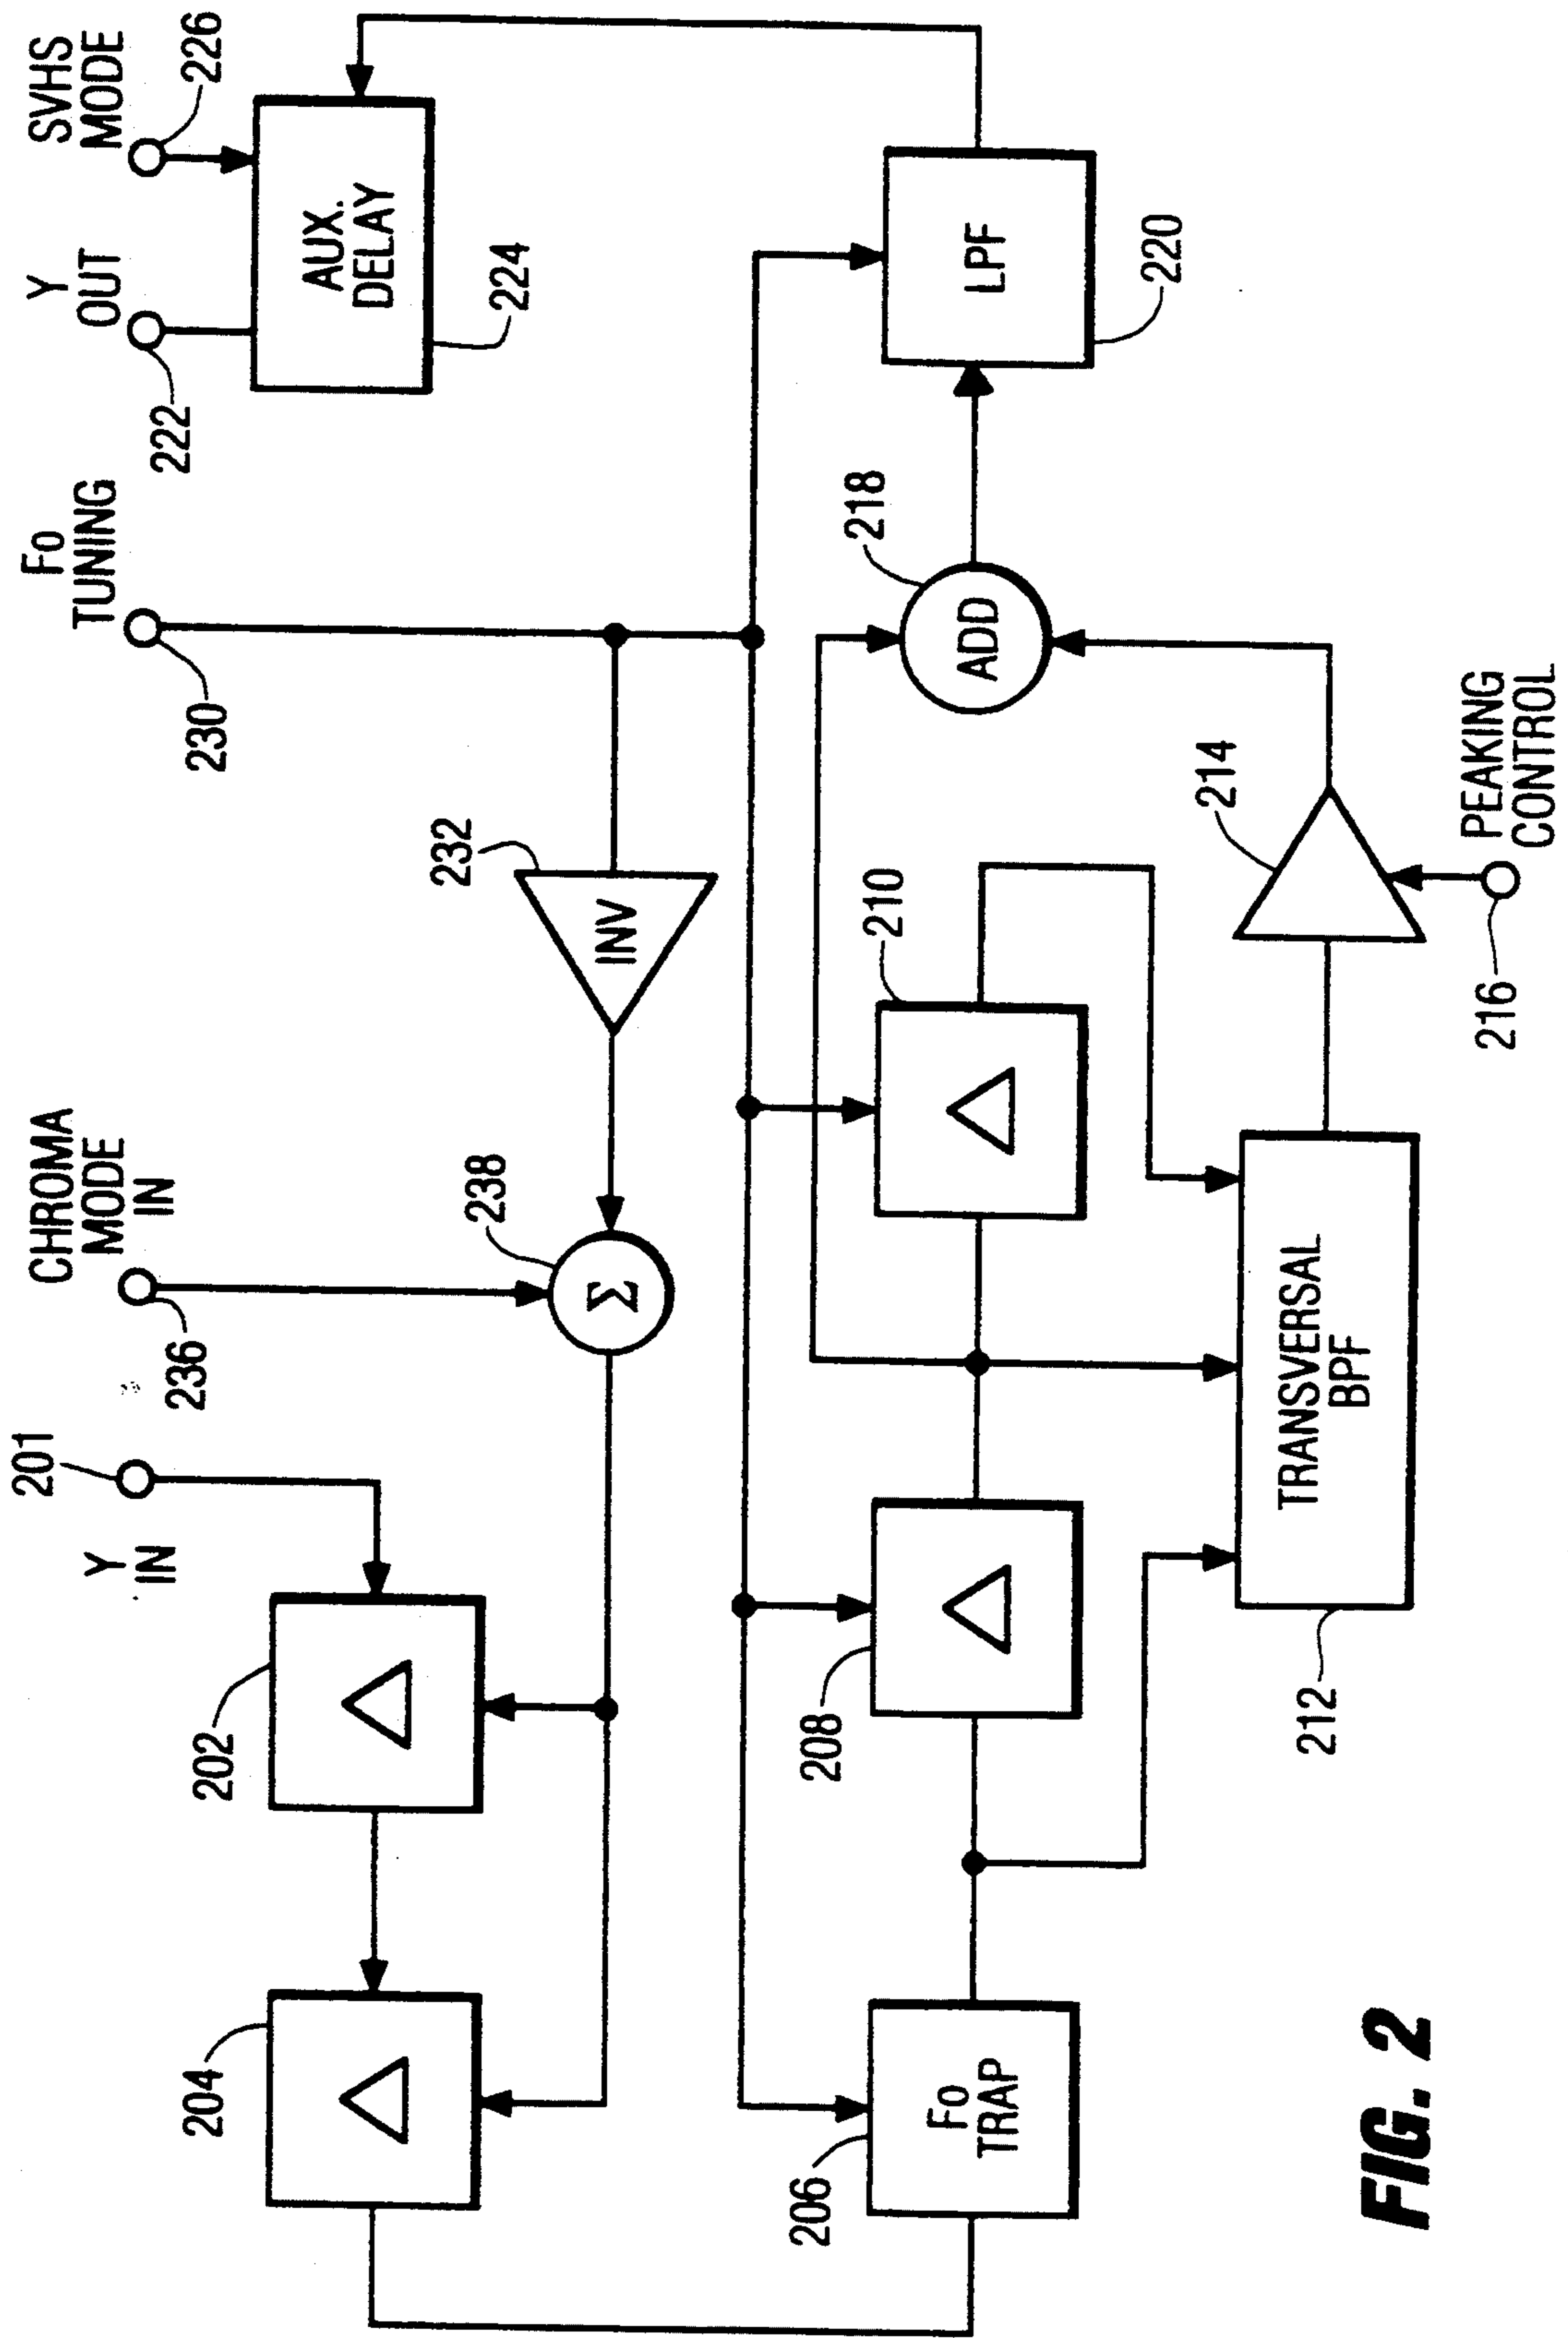 201
Y
IN
CHROMA
MODE
IN
236
Fo
TUNING
230
Y
OUT
222
SVHS
MODE
226
204
Δ
202
Δ
238
Σ
232
INV
AUX.
DELAY
224
206
Fo
TRAP
208
Δ
210
Δ
218
ADD
LPF
220
212
TRANSVERSAL
BPF
214
216
PEAKING
CONTROL
FIG. 2